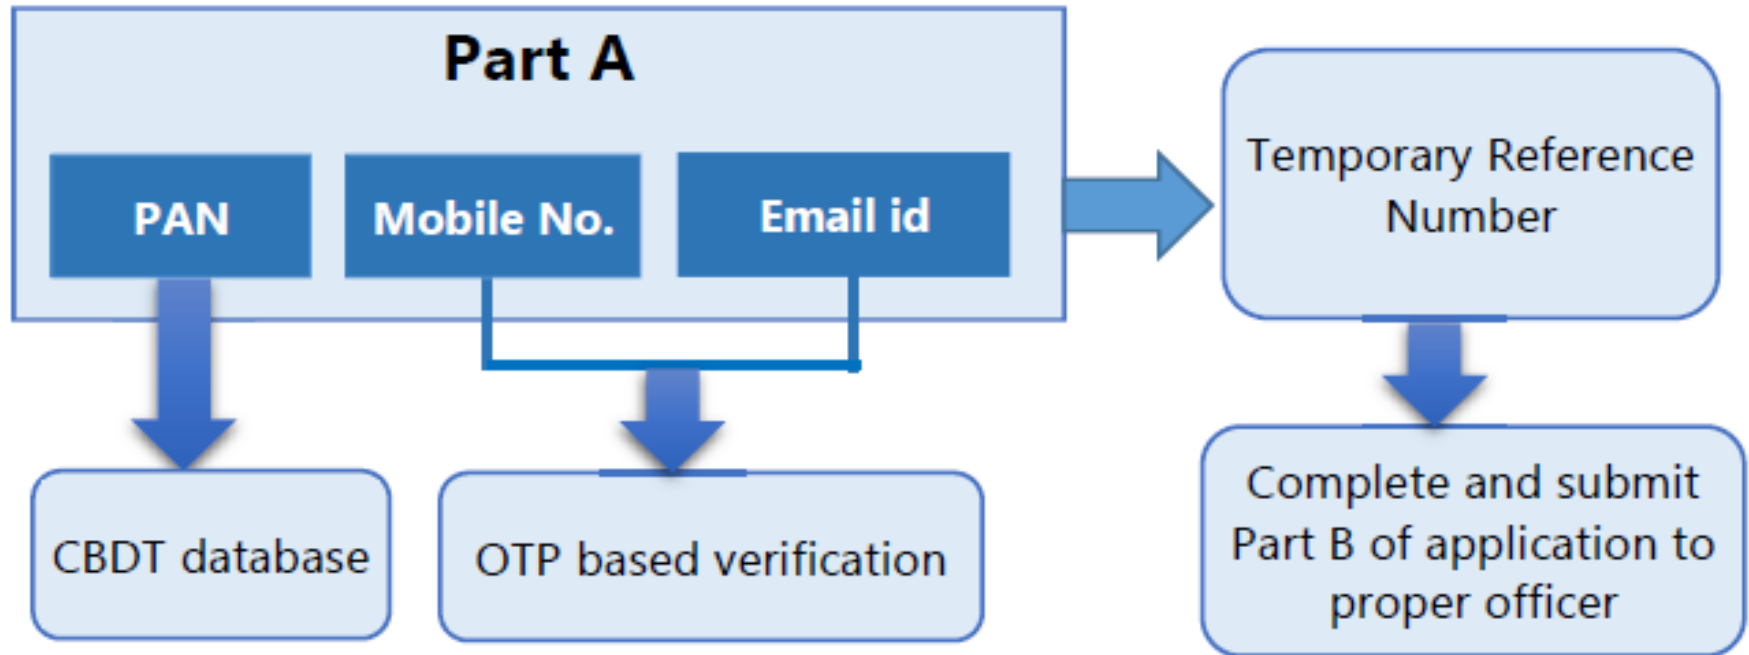 Part A
PAN
Mobile No.
Email id
Temporary Reference
Number
CBDT database
OTP based verification
Complete and submit
Part B of application to
proper officer